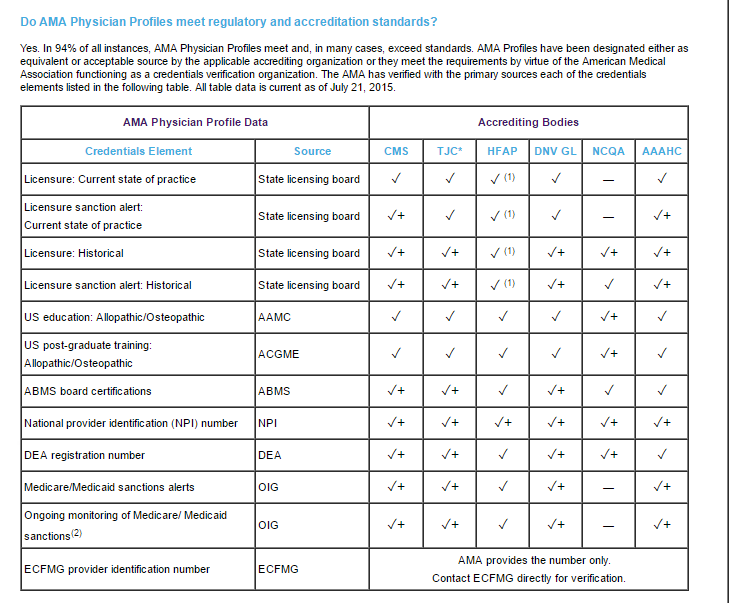 Do AMA Physician Profiles meet regulatory and accreditation standards?
Yes. In 94% of all instances, AMA Physician Profiles meet and, in many cases, exceed standards. AMA Profiles have been designated either as
equivalent or acceptable source by the applicable accrediting organization or they meet the requirements by virtue of the American Medical
Association functioning as a credentials verification organization. The AMA has verified with the primary sources each of the credentials
elements listed in the following table. All table data is current as of July 21, 2015.
AMA Physician Profile Data Accrediting Bodies
Credentials Element Source CMS TJC* HFAP DNV GL NCQA AAAHC
Licensure: Current state of practice State licensing board ✓ ✓ ✓ (1) ✓ — ✓
Licensure sanction alert:
Current state of practice State licensing board ✓+ ✓ ✓ (1) ✓ — ✓+
Licensure: Historical State licensing board ✓+ ✓+ ✓ (1) ✓+ ✓+ ✓+
Licensure sanction alert: Historical State licensing board ✓+ ✓+ ✓ (1) ✓+ ✓ ✓+
US education: Allopathic/Osteopathic AAMC ✓ ✓ ✓ ✓ ✓+ ✓
US post-graduate training:
Allopathic/Osteopathic ACGME ✓ ✓ ✓ ✓ ✓+ ✓
ABMS board certifications ABMS ✓+ ✓+ ✓ ✓+ ✓ ✓
National provider identification (NPI) number NPI ✓+ ✓+ ✓+ ✓+ ✓+ ✓+
DEA registration number DEA ✓+ ✓+ ✓ ✓+ ✓+ ✓
Medicare/Medicaid sanctions alerts OIG ✓+ ✓+ ✓ ✓+ — ✓+
Ongoing monitoring of Medicare/ Medicaid
sanctions(2) OIG ✓+ ✓+ ✓ ✓+ — ✓+
ECFMG provider identification number ECFMG AMA provides the number only.
Contact ECFMG directly for verification.